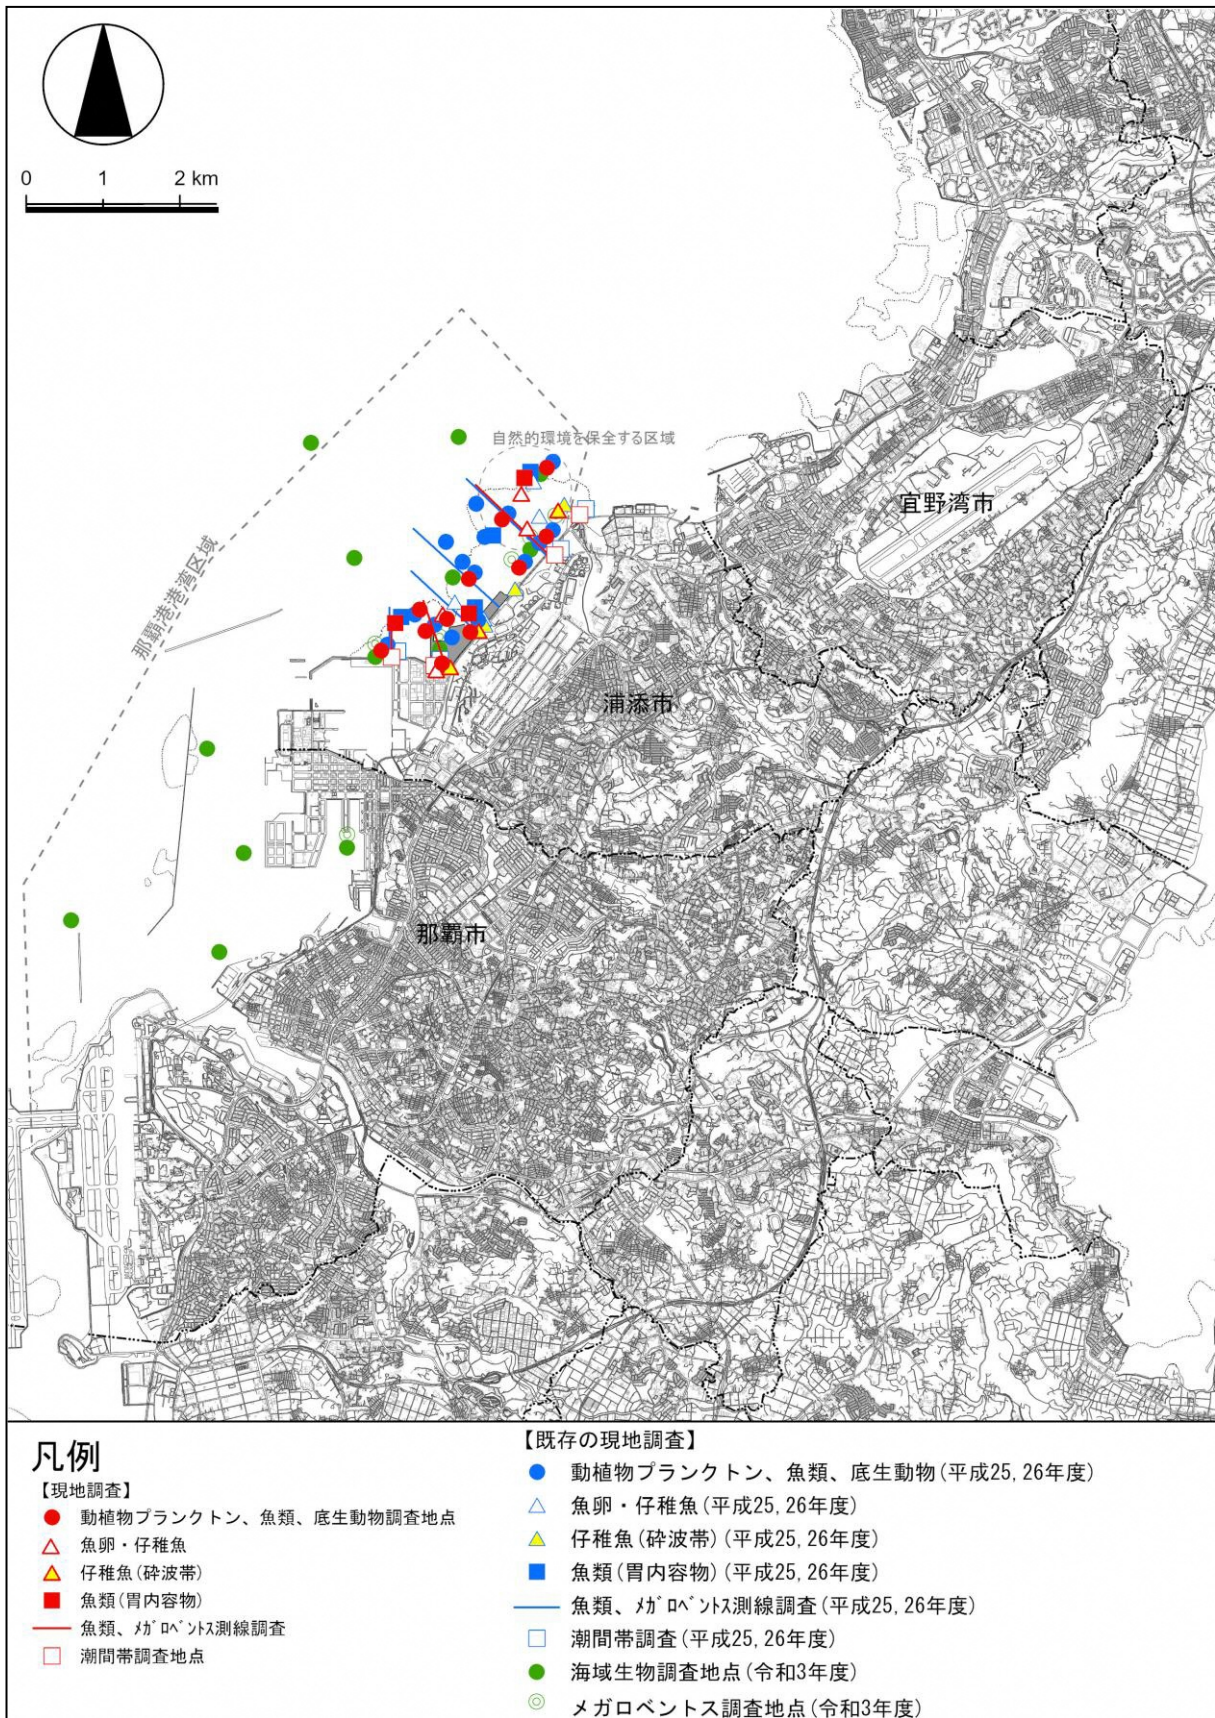 0 1 2 km
自然的環境を保全する区域
那覇港港湾区域
宜野湾市
浦添市
那覇市
凡例
【現地調査】
動植物プランクトン、魚類、底生動物調査地点
魚卵・仔稚魚
仔稚魚(砕波帯)
魚類(胃内容物)
魚類、ﾒｶﾞﾛﾍﾞﾝﾄｽ測線調査
潮間帯調査地点
【既存の現地調査】
動植物プランクトン、魚類、底生動物(平成25,26年度)
魚卵・仔稚魚(平成25,26年度)
仔稚魚(砕波帯)(平成25,26年度)
魚類(胃内容物)(平成25,26年度)
魚類、ﾒｶﾞﾛﾍﾞﾝﾄｽ測線調査(平成25,26年度)
潮間帯調査(平成25,26年度)
海域生物調査地点(令和3年度)
メガロベントス調査地点(令和3年度)